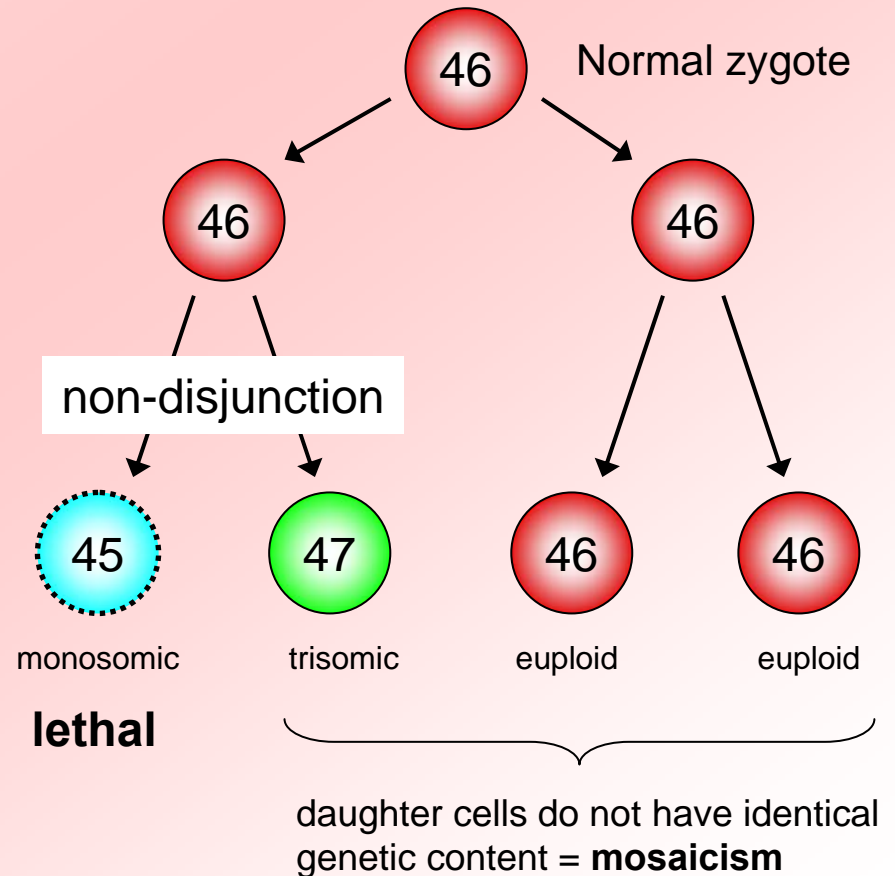 46
Normal zygote
46
46
non-disjunction
45
47
46
46
monosomic
trisomic
euploid
euploid
lethal
daughter cells do not have identical
genetic content = mosaicism